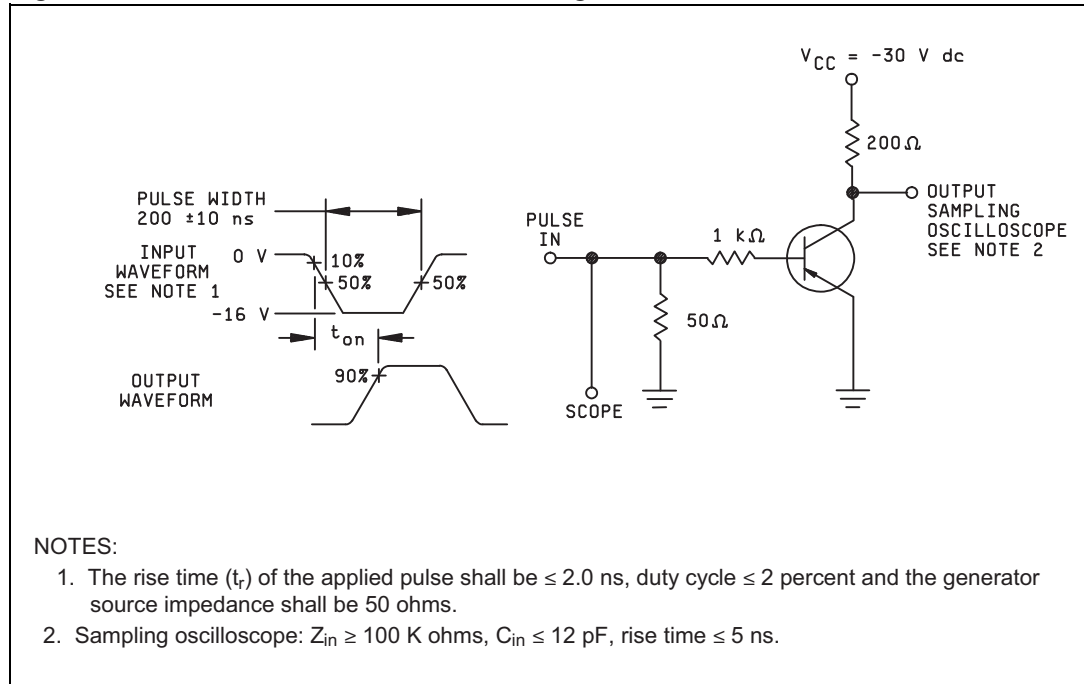 V_CC = -30 V dc
200Ω
OUTPUT
SAMPLING
OSCILLOSCOPE
SEE NOTE 2
PULSE WIDTH
200 ±10 ns
INPUT
WAVEFORM
SEE NOTE 1
0 V
10%
50%
50%
-16 V
t_on
90%
OUTPUT
WAVEFORM
PULSE
IN
1 kΩ
50Ω
SCOPE
NOTES:
1. The rise time (t_r) of the applied pulse shall be ≤ 2.0 ns, duty cycle ≤ 2 percent and the generator
source impedance shall be 50 ohms.
2. Sampling oscilloscope: Z_in ≥ 100 K ohms, C_in ≤ 12 pF, rise time ≤ 5 ns.